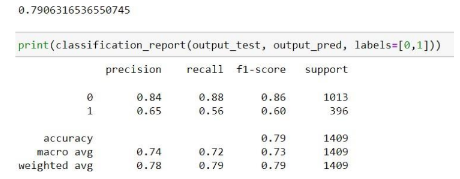 0.7906316536550745
print(classification_report(output_test, output_pred, labels=[0,1]))
precision recall f1-score support
0 0.84 0.88 0.86 1013
1 0.65 0.56 0.60 396
accuracy 0.79 1409
macro avg 0.74 0.72 0.73 1409
weighted avg 0.78 0.79 0.79 1409